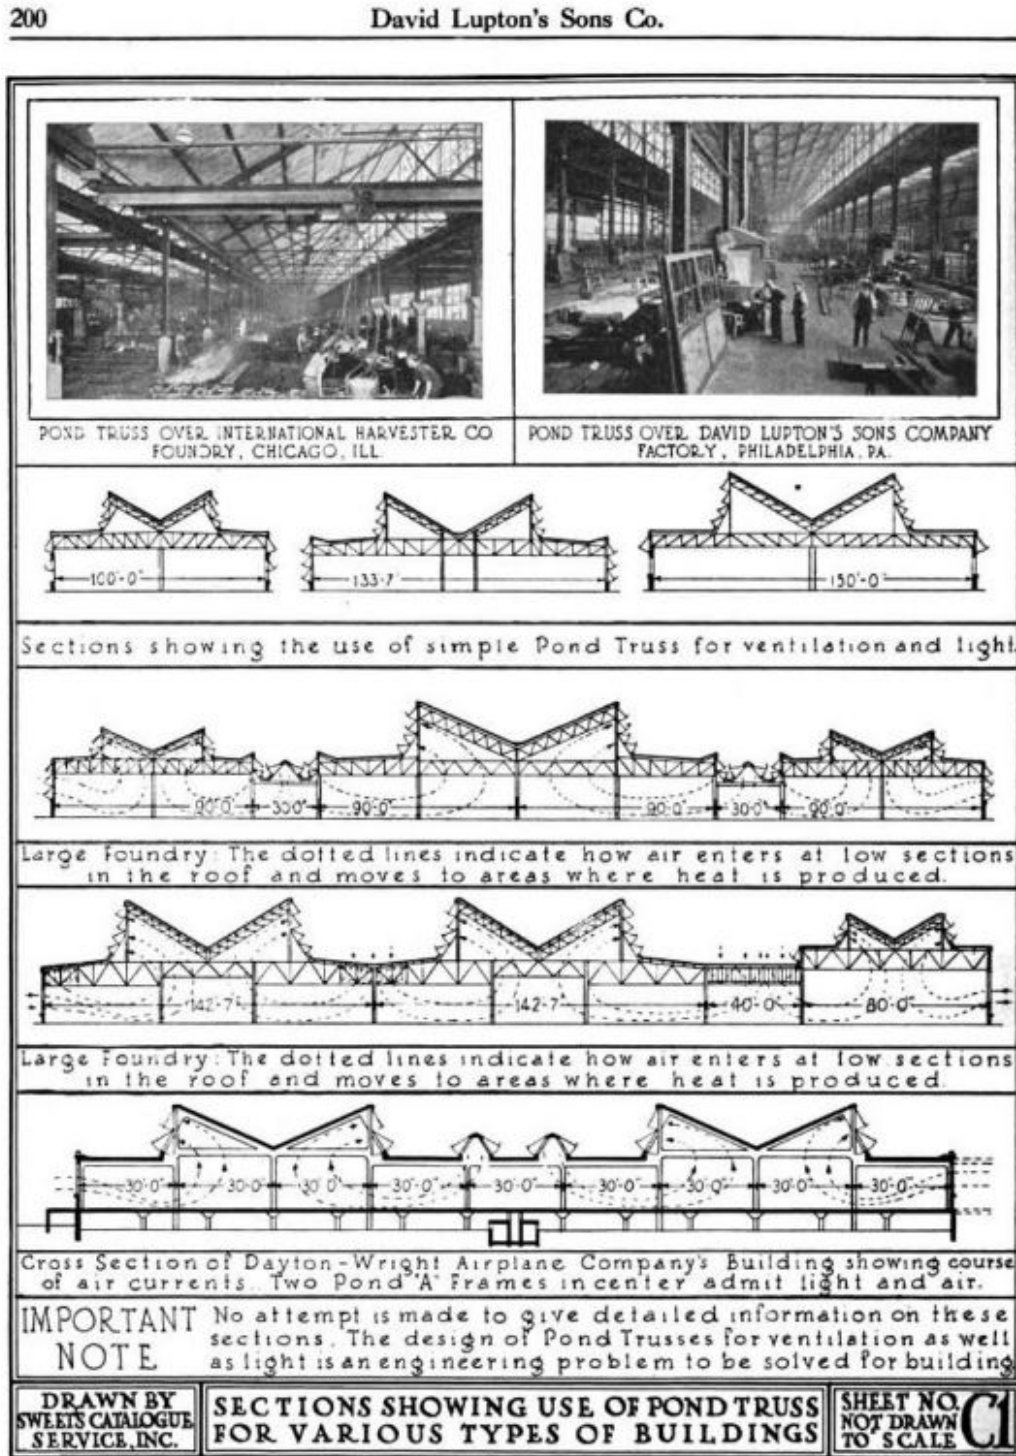 200
David Lupton's Sons Co.
POND TRUSS OVER INTERNATIONAL HARVESTER CO
FOUNDRY, CHICAGO, ILL.
POND TRUSS OVER DAVID LUPTON'S SONS COMPANY
FACTORY, PHILADELPHIA, PA.
100'-0"
133-7"
150'-0"
Sections showing the use of simple Pond Truss for ventilation and light.
90'-0"
30'0"
90'-0"
90'-0"
30'-0"
90'-0"
Large Foundry: The dotted lines indicate how air enters at low sections
in the roof and moves to areas where heat is produced.
142'-7"
142'-7"
40'-0"
80'-0"
Large Foundry: The dotted lines indicate how air enters at low sections
in the roof and moves to areas where heat is produced.
30'-0"
30'-0"
30'-0"
30'-0"
30'-0"
30'-0"
30'-0"
30'-0"
30'-0"
Cross Section of Dayton-Wright Airplane Company's Building showing course
of air currents. Two Pond "A" Frames in center admit light and air.
IMPORTANT
NOTE
No attempt is made to give detailed information on these
sections. The design of Pond Trusses for ventilation as well
as light is an engineering problem to be solved for building
DRAWN BY
SWEET'S CATALOGUE
SERVICE, INC.
SECTIONS SHOWING USE OF POND TRUSS
FOR VARIOUS TYPES OF BUILDINGS
SHEET NO.
NOT DRAWN
TO SCALE
C1